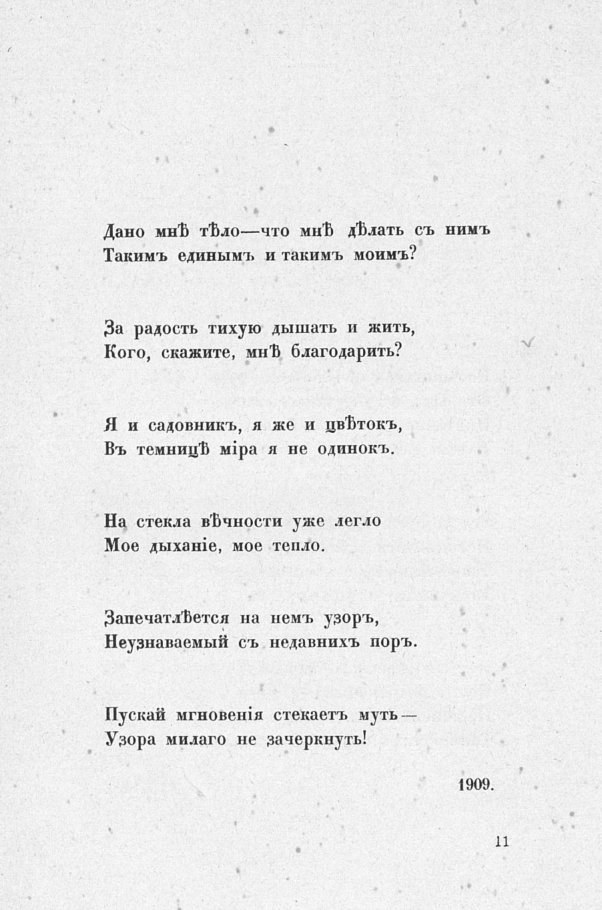 Дано мнѣ тѣло—что мнѣ дѣлать съ нимъ
Такимъ единымъ и такимъ моимъ?
За радость тихую дышать и жить,
Кого, скажите, мнѣ благодарить?
Я и садовникъ, я же и цвѣтокъ,
Въ темницѣ міра я не одинокъ.
На стекла вѣчности уже легло
Мое дыханіе, мое тепло.
Запечатлѣется на немъ узоръ,
Неузнаваемый съ недавнихъ поръ.
Пускай мгновенія стекаетъ муть—
Узора милаго не зачеркнуть!
1909.
11